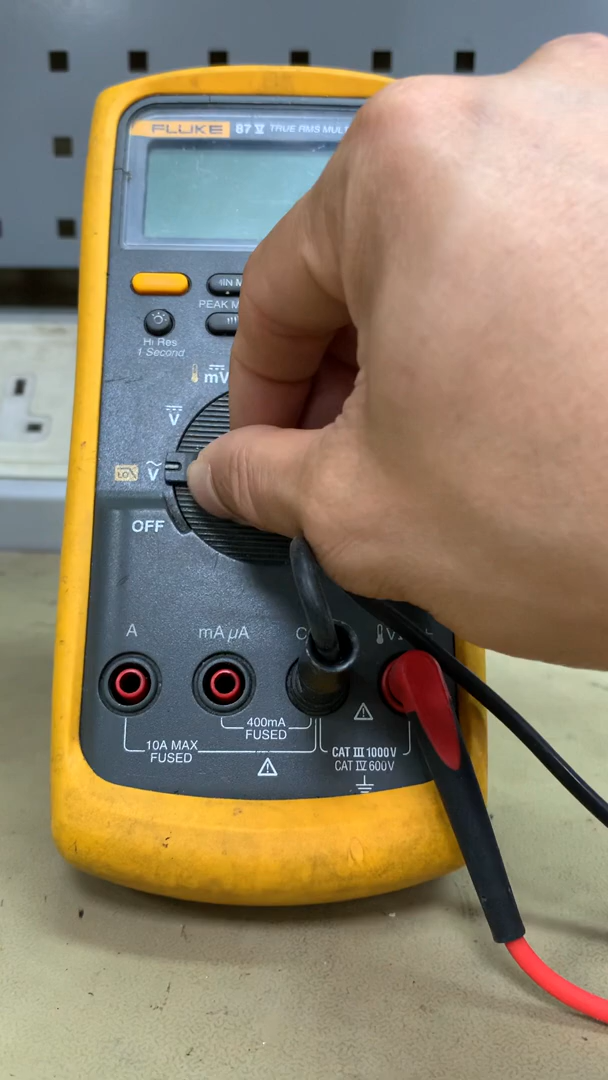 FLUKE 87 V TRUE RMS
PEAK
Hi Res
1 Second
mV
V
V
OFF
A
mA µA
400mA
FUSED
10A MAX
FUSED
CAT III 1000V
CAT IV 600V